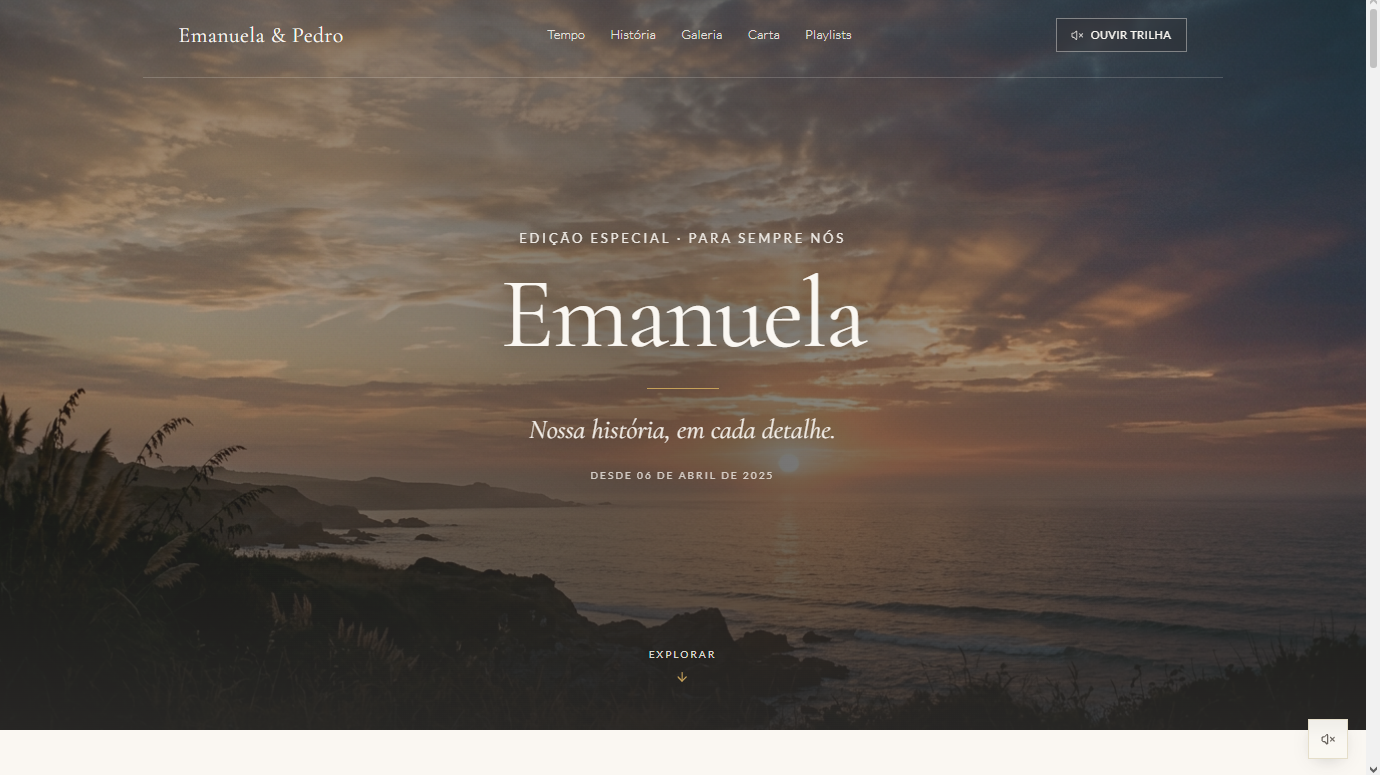 Emanuela & Pedro
Tempo
História
Galeria
Carta
Playlists
OUVIR TRILHA
EDIÇÃO ESPECIAL · PARA SEMPRE NÓS
Emanuela
Nossa história, em cada detalhe.
DESDE 06 DE ABRIL DE 2025
EXPLORAR